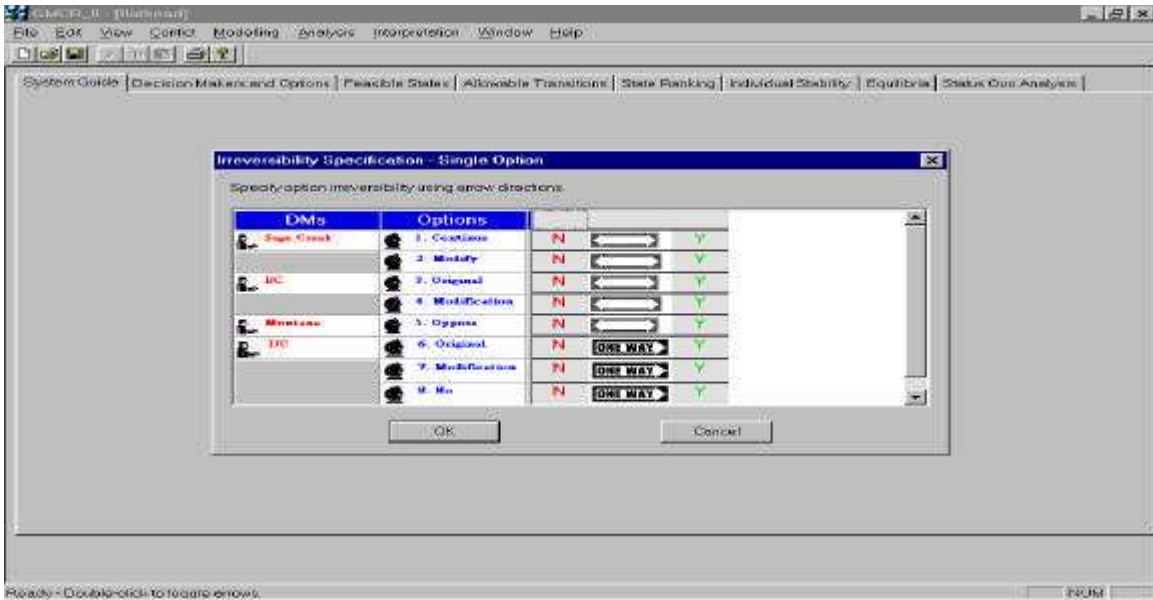 GMCR_II - [flathead]
File Edit View Conflict Modelling Analysis Interpretation Window Help
System Guide Decision Makers and Options Feasible States Allowable Transitions State Ranking Individual Stability Equilibria Status Quo Analysis
Irreversibility Specification - Single Option
Specify option irreversibility using arrow directions.
DMs Options
Sage Creek 1. Continue N Y
2. Modify N Y
BC 3. Original N Y
4. Modification N Y
Montana 5. Oppose N Y
IJC 6. Original N ONE WAY Y
7. Modification N ONE WAY Y
8. No N ONE WAY Y
OK Cancel
Ready - Double-click to toggle arrows. NUM